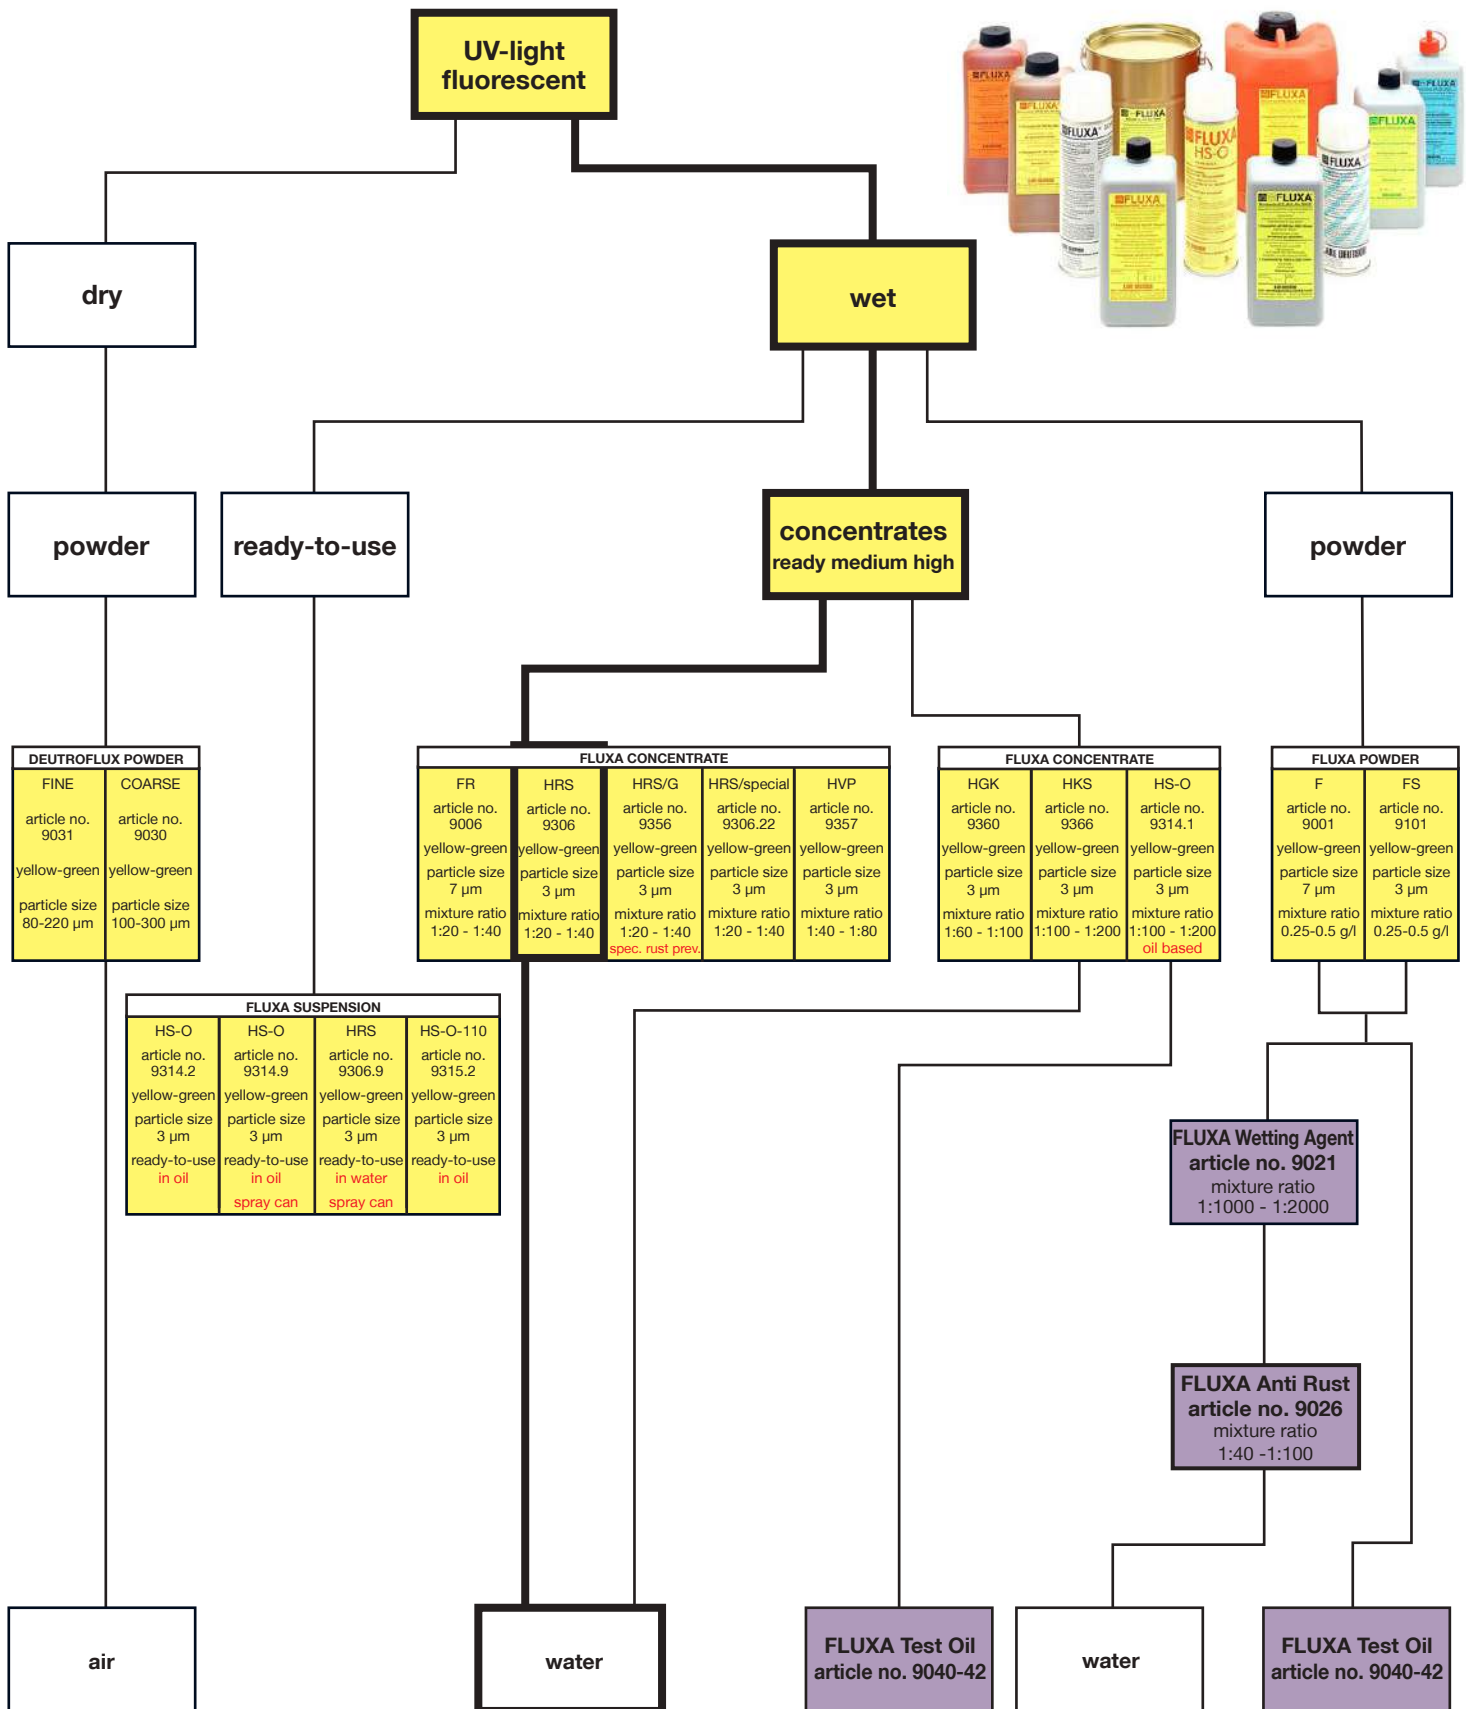 UV-light
fluorescent
FLUXA
FLUXA
FLUXA
FLUXA
FLUXA
HS-O
FLUXA
FLUXA
FLUXA
FLUXA
FLUXA
FLUXA
dry
wet
powder
ready-to-use
concentrates
ready medium high
powder
DEUTROFLUX POWDER
FINE
article no.
9031
yellow-green
particle size
80-220 µm
COARSE
article no.
9030
yellow-green
particle size
100-300 µm
FLUXA CONCENTRATE
FR
article no.
9006
yellow-green
particle size
7 µm
mixture ratio
1:20 - 1:40
HRS
article no.
9306
yellow-green
particle size
3 µm
mixture ratio
1:20 - 1:40
HRS/G
article no.
9356
yellow-green
particle size
3 µm
mixture ratio
1:20 - 1:40
spec. rust prev.
HRS/special
article no.
9306.22
yellow-green
particle size
3 µm
mixture ratio
1:20 - 1:40
HVP
article no.
9357
yellow-green
particle size
3 µm
mixture ratio
1:40 - 1:80
FLUXA CONCENTRATE
HGK
article no.
9360
yellow-green
particle size
3 µm
mixture ratio
1:60 - 1:100
HKS
article no.
9366
yellow-green
particle size
3 µm
mixture ratio
1:100 - 1:200
HS-O
article no.
9314.1
yellow-green
particle size
3 µm
mixture ratio
1:100 - 1:200
oil based
FLUXA POWDER
F
article no.
9001
yellow-green
particle size
7 µm
mixture ratio
0.25-0.5 g/l
FS
article no.
9101
yellow-green
particle size
3 µm
mixture ratio
0.25-0.5 g/l
FLUXA SUSPENSION
HS-O
article no.
9314.2
yellow-green
particle size
3 µm
ready-to-use
in oil
HS-O
article no.
9314.9
yellow-green
particle size
3 µm
ready-to-use
in oil
spray can
HRS
article no.
9306.9
yellow-green
particle size
3 µm
ready-to-use
in water
spray can
HS-O-110
article no.
9315.2
yellow-green
particle size
3 µm
ready-to-use
in oil
FLUXA Wetting Agent
article no. 9021
mixture ratio
1:1000 - 1:2000
FLUXA Anti Rust
article no. 9026
mixture ratio
1:40 -1:100
air
water
FLUXA Test Oil
article no. 9040-42
water
FLUXA Test Oil
article no. 9040-42